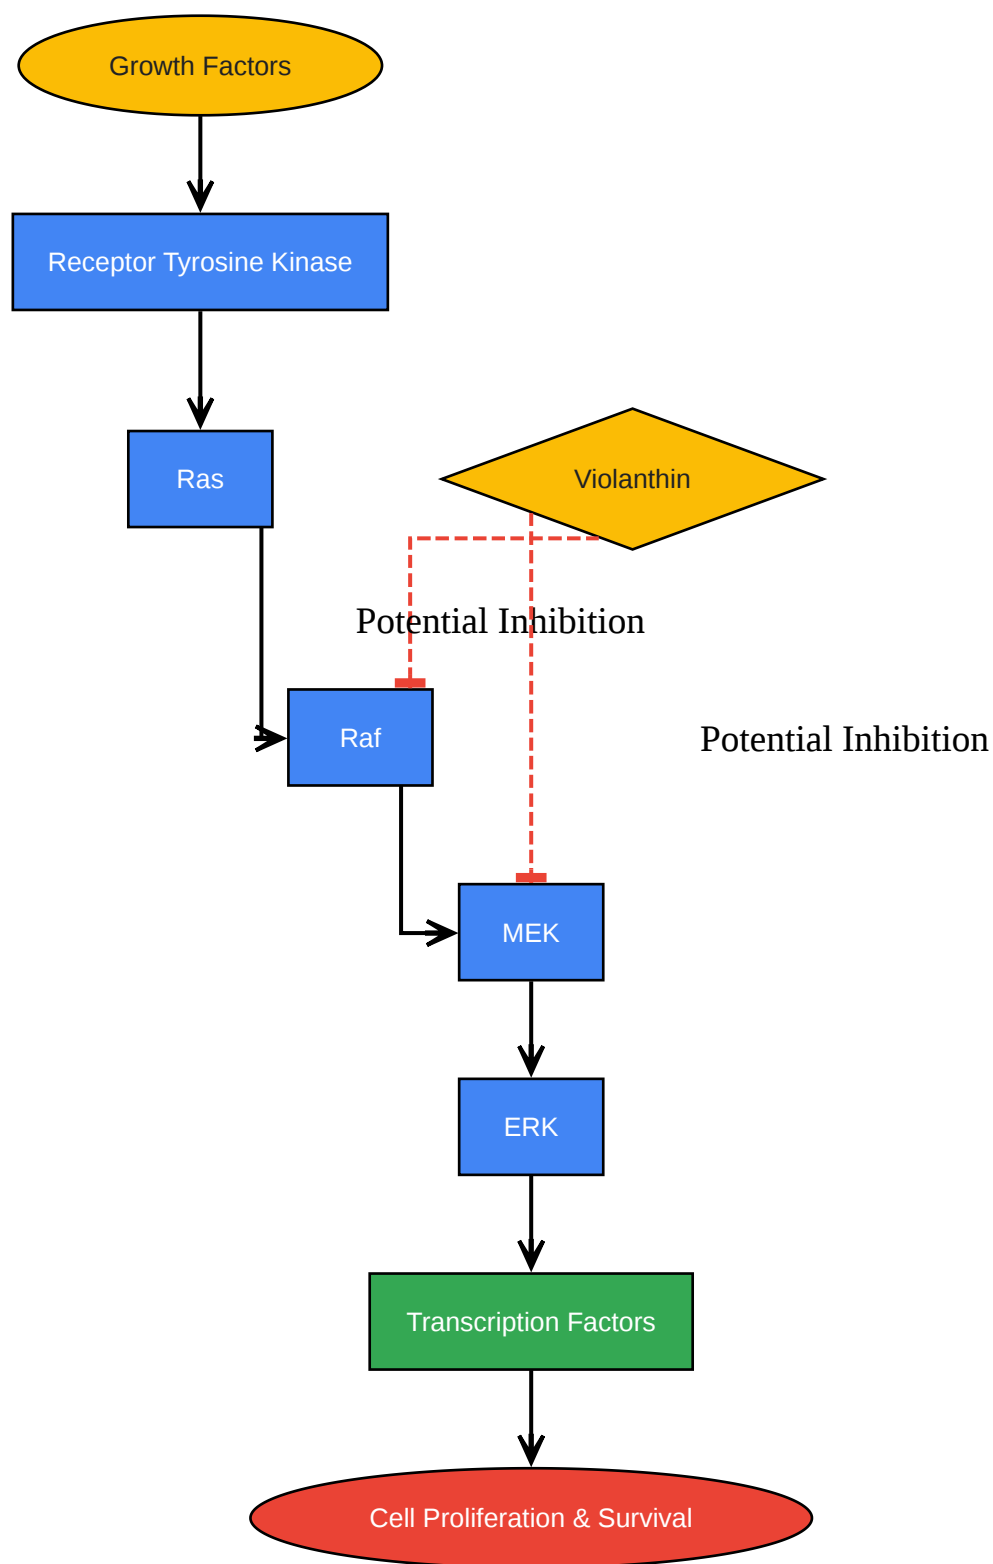 Growth Factors
Receptor Tyrosine Kinase
Ras
Violanthin
Potential Inhibition
Raf
Potential Inhibition
MEK
ERK
Transcription Factors
Cell Proliferation & Survival